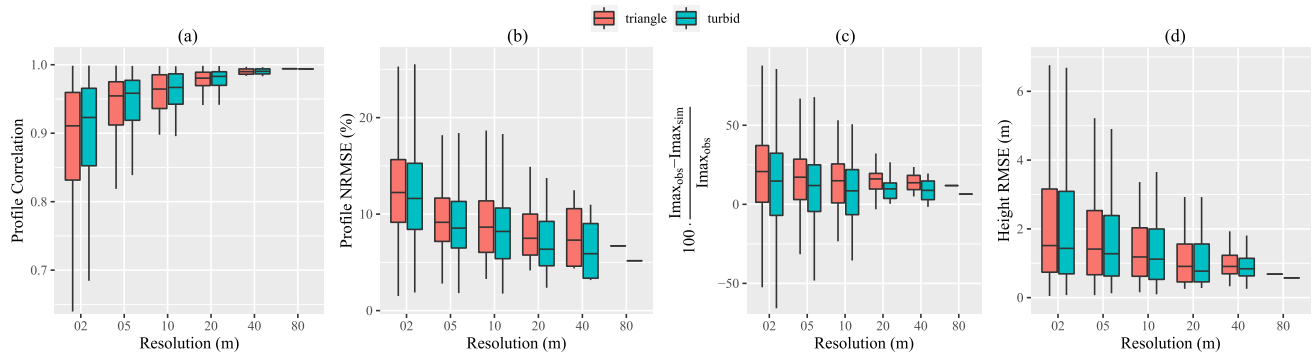 triangle turbid
(a) (b) (c) (d)
1.0
0.9
0.8
0.7
Profile Correlation
02 05 10 20 40 80
Resolution (m)
20
10
0
Profile NRMSE (%)
02 05 10 20 40 80
Resolution (m)
50
0
−50
100 · Imax_obs−Imax_sim
Imax_obs
02 05 10 20 40 80
Resolution (m)
6
4
2
0
Height RMSE (m)
02 05 10 20 40 80
Resolution (m)